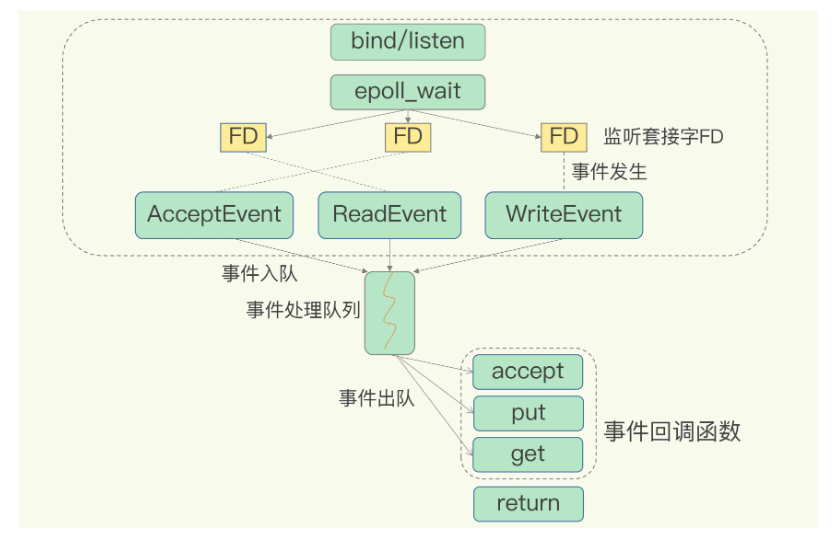 bind/listen
epoll_wait
FD
FD
FD
监听套接字FD
事件发生
AcceptEvent
ReadEvent
WriteEvent
事件入队
事件处理队列
事件出队
accept
put
get
事件回调函数
return